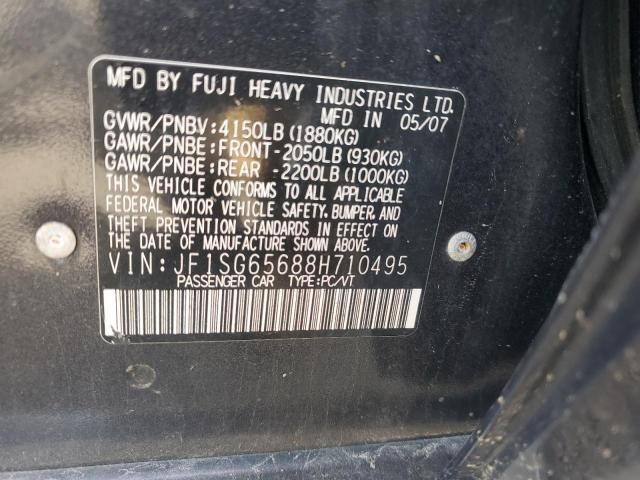 MFD BY FUJI HEAVY INDUSTRIES LTD.
MFD IN 05/07
GVWR/PNBV:4150LB (1880KG)
GAWR/PNBE:FRONT-2050LB (930KG)
GAWR/PNBE:REAR -2200LB (1000KG)
THIS VEHICLE CONFORMS TO ALL APPLICABLE
FEDERAL MOTOR VEHICLE SAFETY, BUMPER, AND
THEFT PREVENTION STANDARDS IN EFFECT ON
THE DATE OF MANUFACTURE SHOWN ABOVE.
VIN:JF1SG65688H710495
PASSENGER CAR TYPE:PC/VT